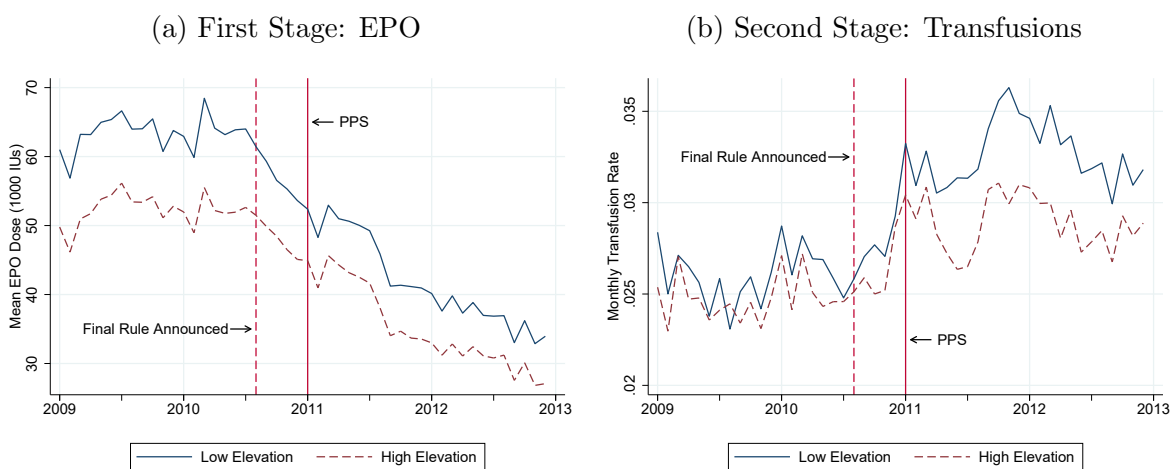 (a) First Stage: EPO
Mean EPO Dose (1000 IUs)
70
60
50
40
30
PPS
Final Rule Announced
2009
2010
2011
2012
2013
Low Elevation
High Elevation
(b) Second Stage: Transfusions
Monthly Transfusion Rate
.035
.03
.025
.02
Final Rule Announced
PPS
2009
2010
2011
2012
2013
Low Elevation
High Elevation